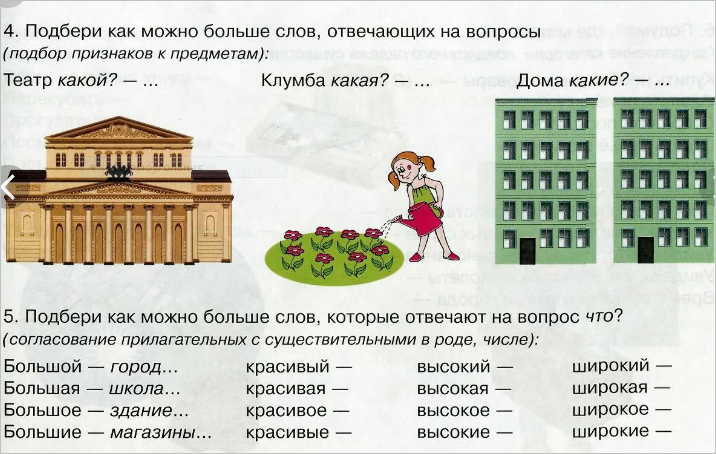 4. Подбери как можно больше слов, отвечающих на вопросы
(подбор признаков к предметам):
Театр какой? — ... Клумба какая? — ... Дома какие? — ...
5. Подбери как можно больше слов, которые отвечают на вопрос что?
(согласование прилагательных с существительными в роде, числе):
Большой — город... красивый — высокий — широкий —
Большая — школа... красивая — высокая — широкая —
Большое — здание... красивое — высокое — широкое —
Большие — магазины... красивые — высокие — широкие —